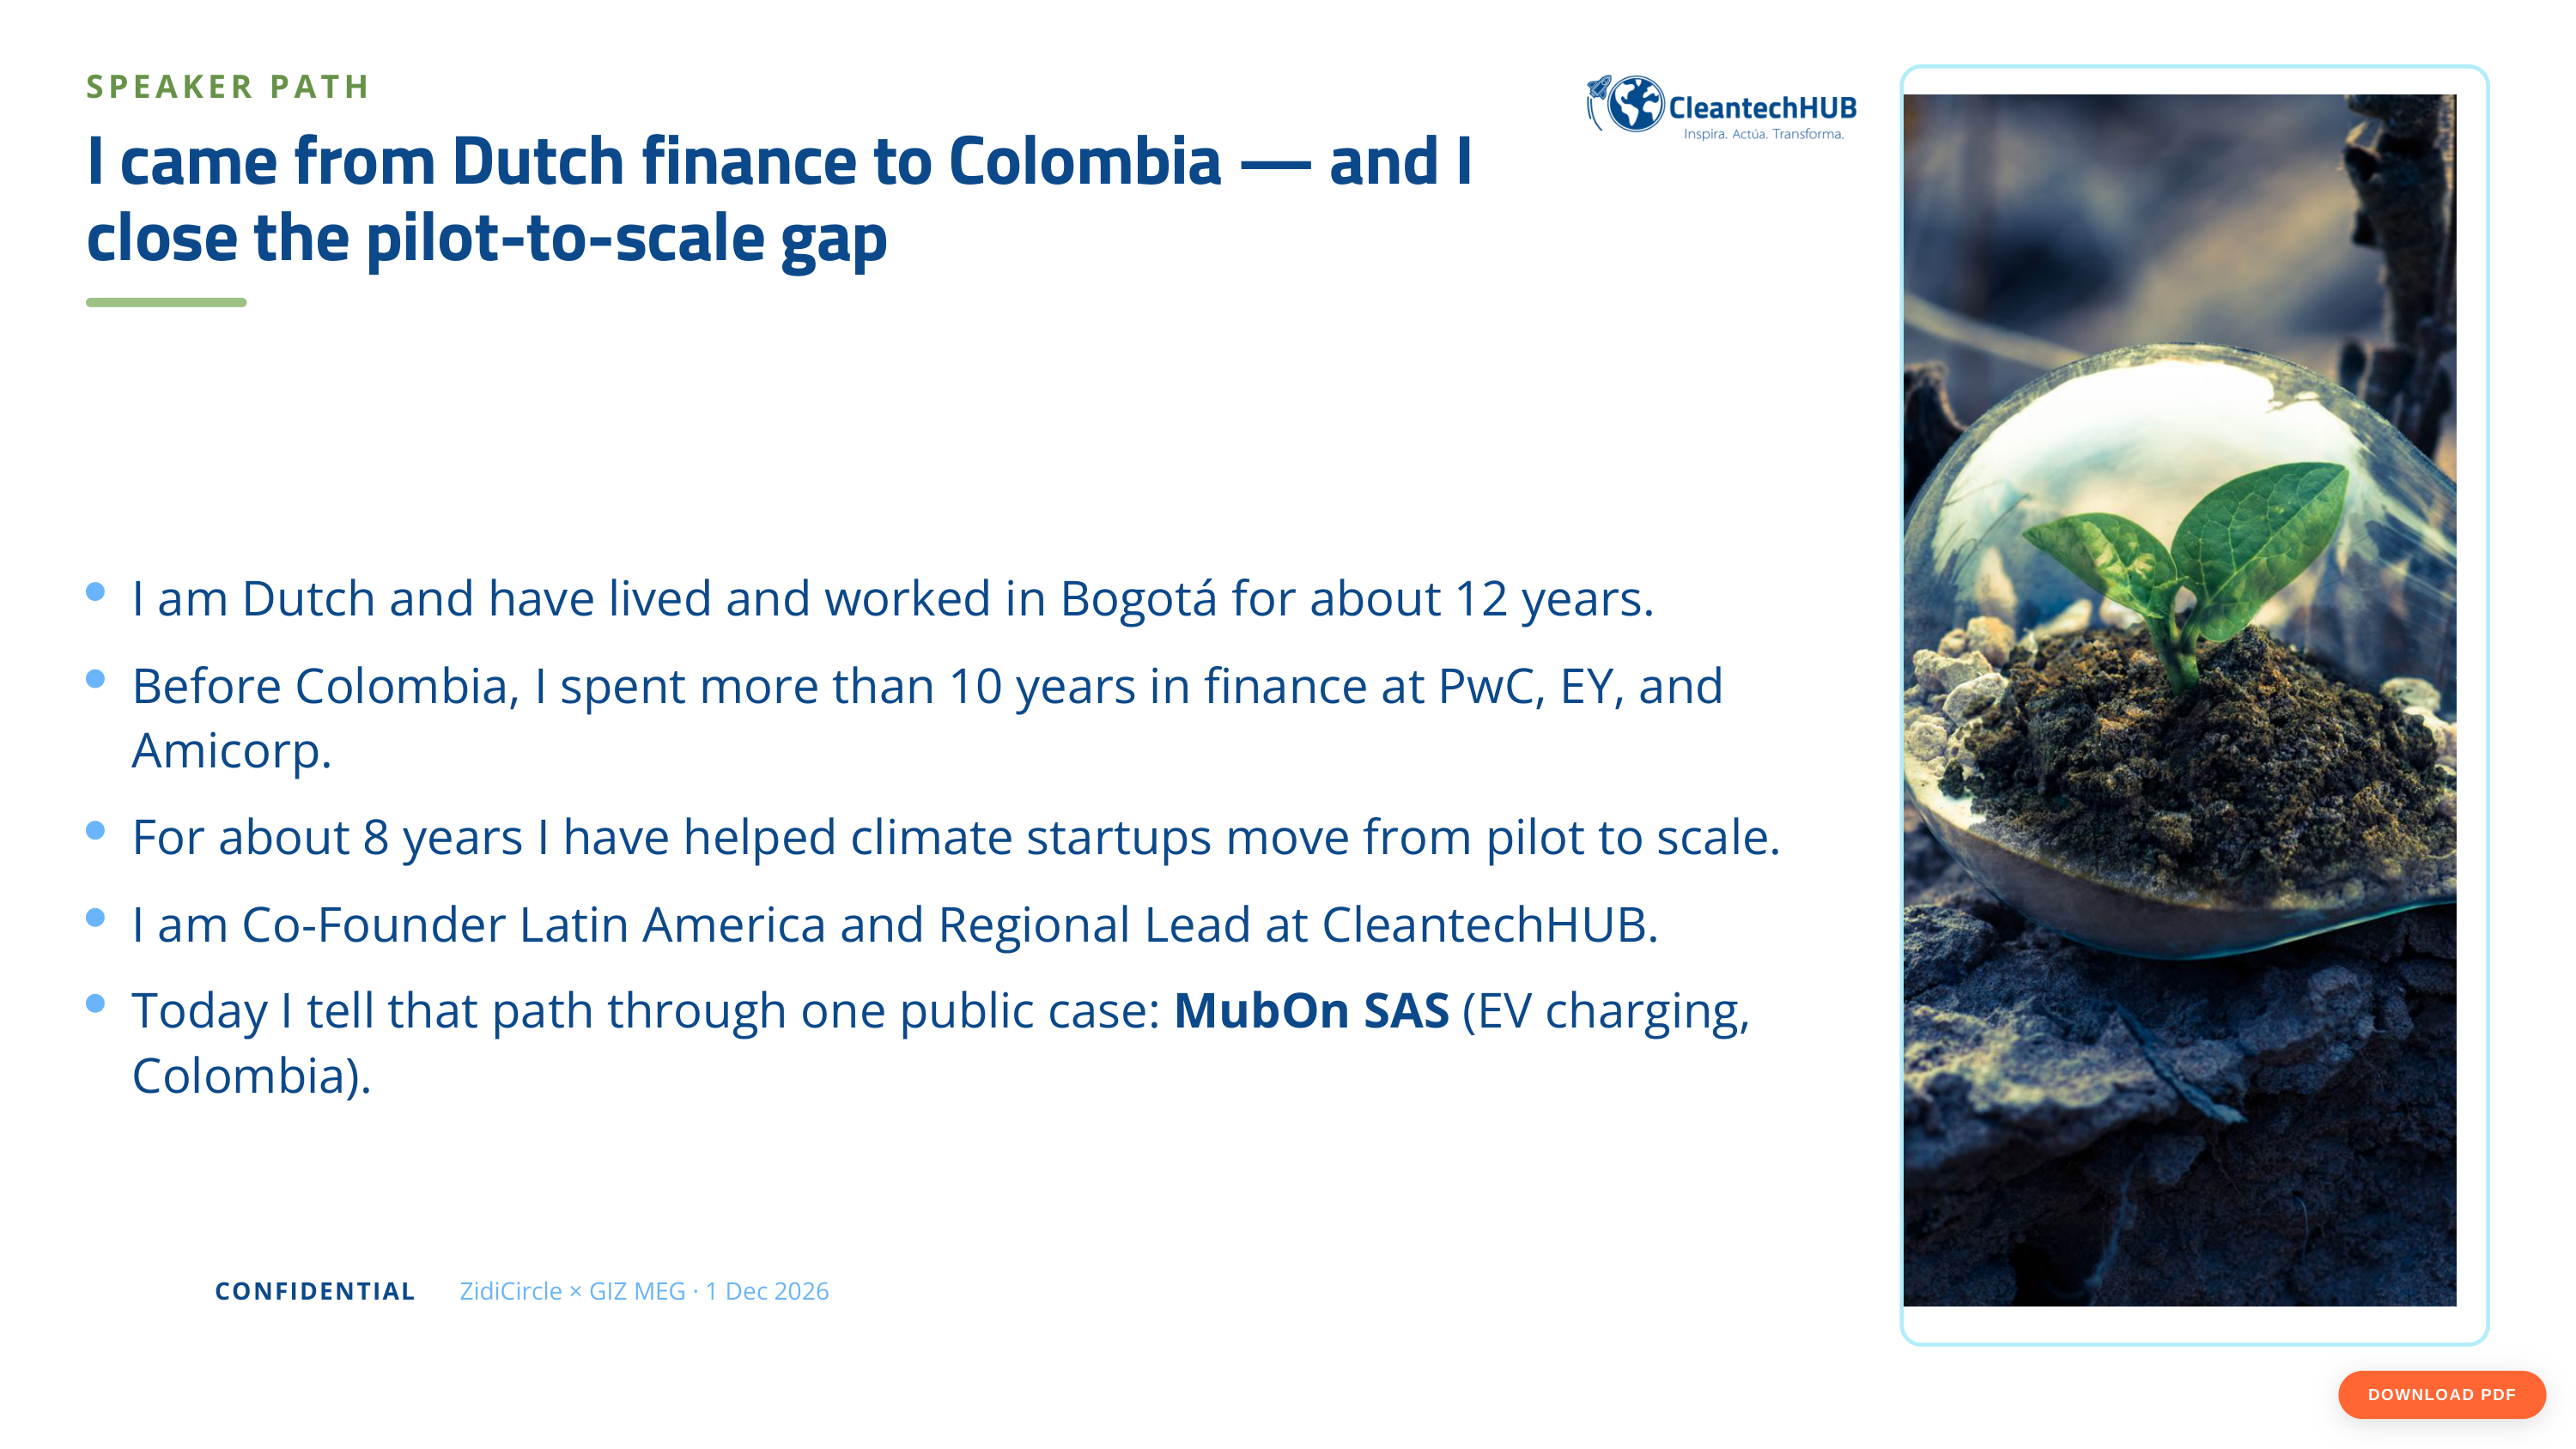 SPEAKER PATH
I came from Dutch finance to Colombia — and I
close the pilot-to-scale gap
CleantechHUB
Inspira. Actúa. Transforma.
• I am Dutch and have lived and worked in Bogotá for about 12 years.
• Before Colombia, I spent more than 10 years in finance at PwC, EY, and
Amicorp.
• For about 8 years I have helped climate startups move from pilot to scale.
• I am Co-Founder Latin America and Regional Lead at CleantechHUB.
• Today I tell that path through one public case: MubOn SAS (EV charging,
Colombia).
CONFIDENTIAL ZidiCircle × GIZ MEG · 1 Dec 2026
DOWNLOAD PDF